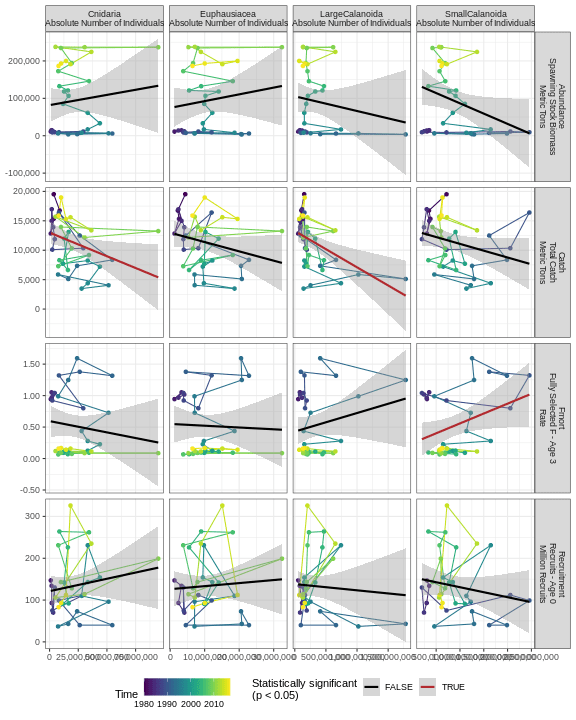 Cnidaria
Absolute Number of Individuals
Euphausiacea
Absolute Number of Individuals
LargeCalanoida
Absolute Number of Individuals
SmallCalanoida
Absolute Number of Individuals
200,000
100,000
0
-100,000
Abundance
Spawning Stock Biomass
Metric Tons
20,000
15,000
10,000
5,000
0
Catch
Total Catch
Metric Tons
1.50
1.00
0.50
0.00
-0.50
Fmort
Fully Selected F - Age 3
Rate
300
200
100
0
Recruitment
Recruits - Age 0
Million Recruits
0
0
Time
1980 1990 2000 2010
Statistically significant
(p < 0.05)
FALSE
TRUE